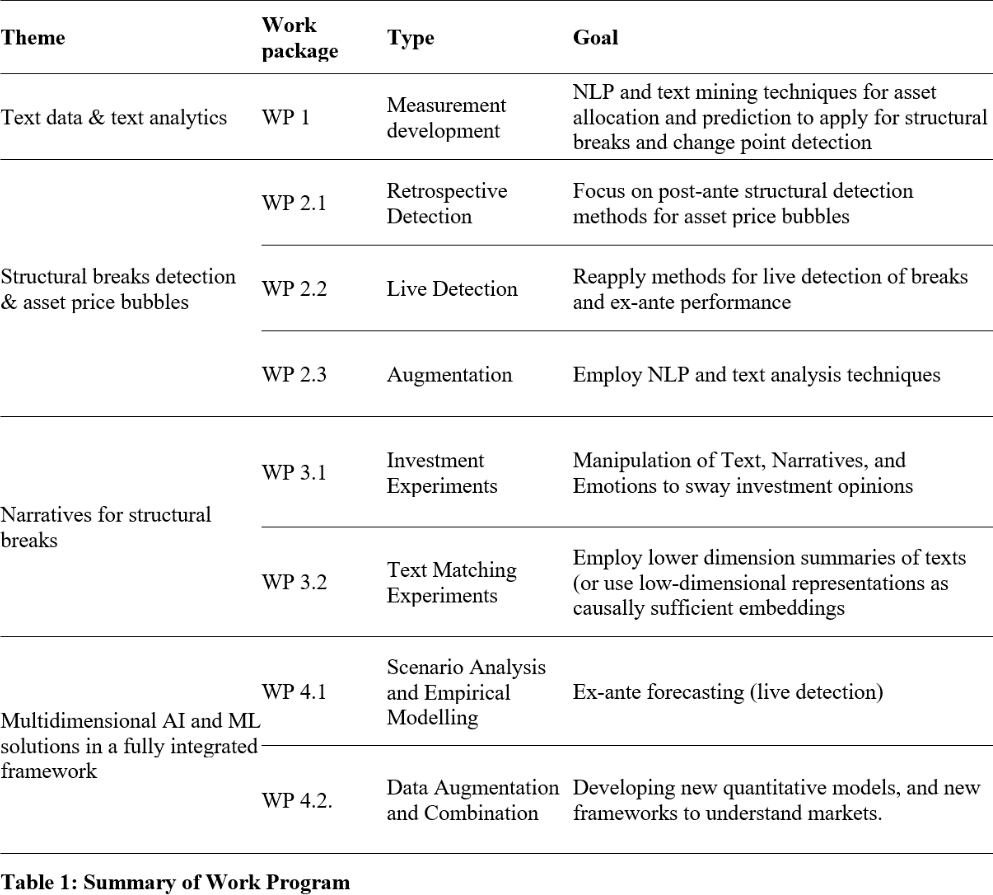 Theme
Work
package
Type
Goal
Text data & text analytics
WP 1
Measurement
development
NLP and text mining techniques for asset
allocation and prediction to apply for structural
breaks and change point detection
Structural breaks detection
& asset price bubbles
WP 2.1
Retrospective
Detection
Focus on post-ante structural detection
methods for asset price bubbles
WP 2.2
Live Detection
Reapply methods for live detection of breaks
and ex-ante performance
WP 2.3
Augmentation
Employ NLP and text analysis techniques
Narratives for structural
breaks
WP 3.1
Investment
Experiments
Manipulation of Text, Narratives, and
Emotions to sway investment opinions
WP 3.2
Text Matching
Experiments
Employ lower dimension summaries of texts
(or use low-dimensional representations as
causally sufficient embeddings
Multidimensional AI and ML
solutions in a fully integrated
framework
WP 4.1
Scenario Analysis
and Empirical
Modelling
Ex-ante forecasting (live detection)
WP 4.2.
Data Augmentation
and Combination
Developing new quantitative models, and new
frameworks to understand markets.
Table 1: Summary of Work Program